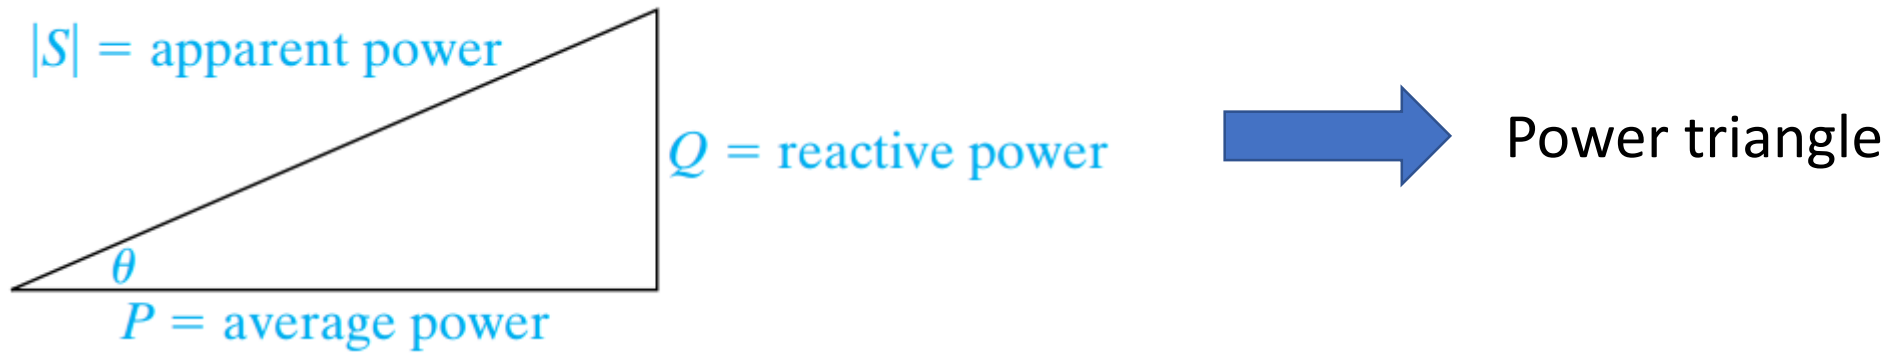 |S| = apparent power
Q = reactive power
Power triangle
θ
P = average power